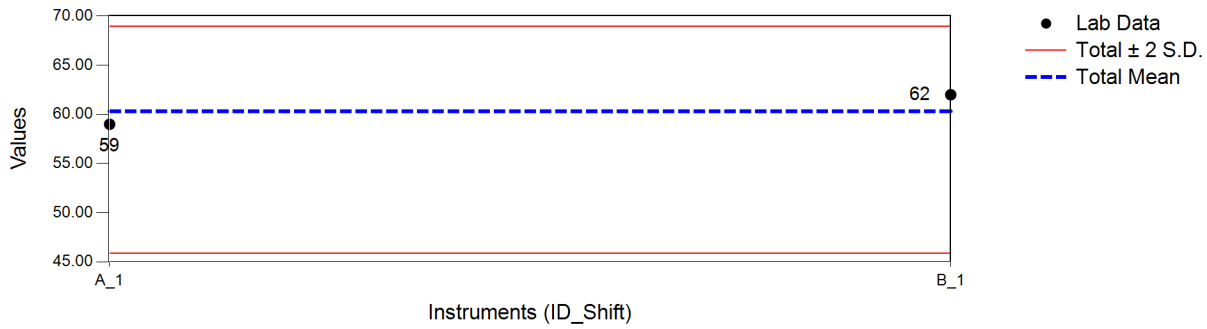 70.00
65.00
60.00
55.00
50.00
45.00
Values
59
62
A_1
B_1
Instruments (ID_Shift)
Lab Data
Total ± 2 S.D.
Total Mean